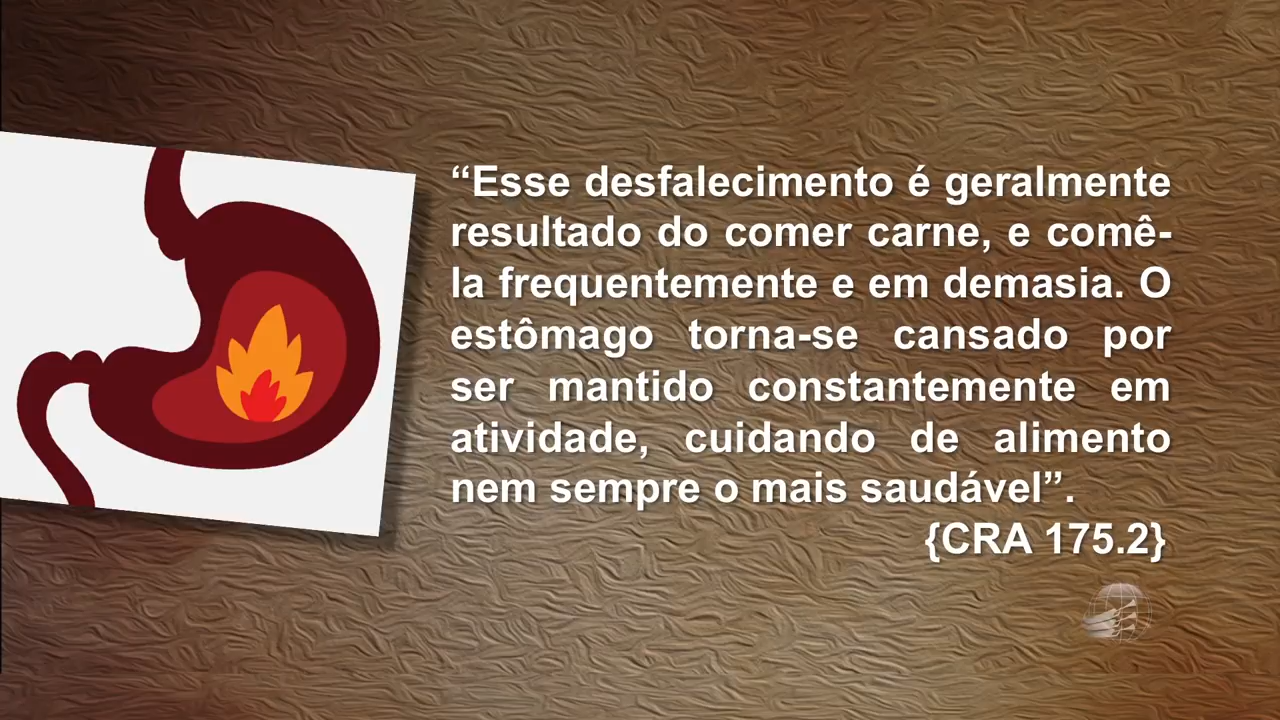 “Esse desfalecimento é geralmente
resultado do comer carne, e comê-
la frequentemente e em demasia. O
estômago torna-se cansado por
ser mantido constantemente em
atividade, cuidando de alimento
nem sempre o mais saudável”.
{CRA 175.2}